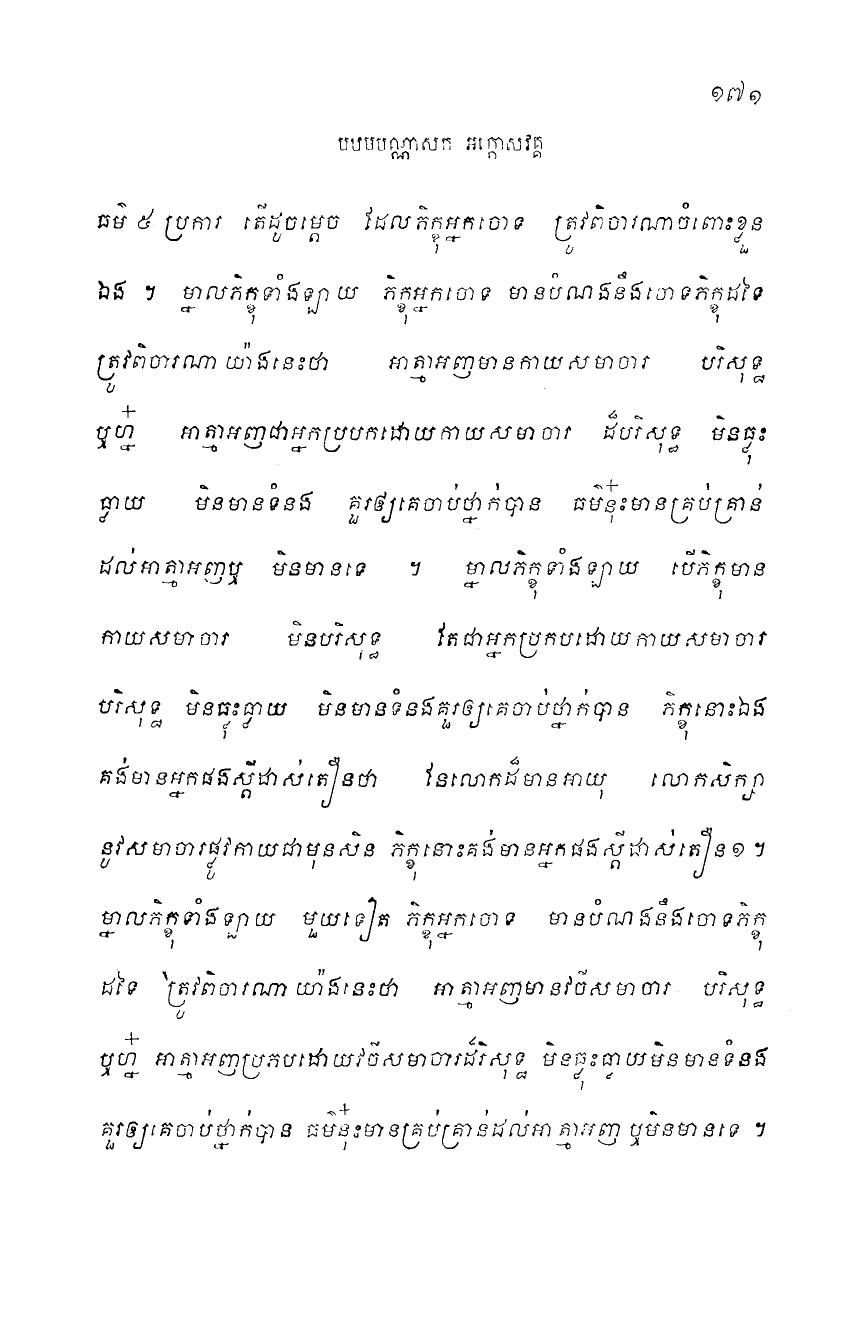 ១៧១
បឋមបណ្ណាសក អក្កោសវគ្គ
ធម៌ ៥ ប្រការ តើដូចម្ដេច ដែលភិក្ខុអ្នកចោទ ត្រូវពិចារណាចំពោះខ្លួន
ឯង ។ ម្នាលភិក្ខុទាំងឡាយ ភិក្ខុអ្នកចោទ មានបំណងនឹងចោទភិក្ខុដទៃ
ត្រូវពិចារណា យ៉ាងនេះថា អាត្មាអញមានកាយសមាចារ បរិសុទ្ធ
ឬហ្ន៎ អាត្មាអញជាអ្នកប្របកដោយកាយសមាចារ ដ៏បរិសុទ្ធ មិនធ្លុះ
ធ្លាយ មិនមានទំនង គួរឲ្យគេចាប់ថ្នាក់បាន ធម៌នុ៎ះមានគ្រប់គ្រាន់
ដល់អាត្មាអញឬ មិនមានទេ ។ ម្នាលភិក្ខុទាំងឡាយ បើភិក្ខុមាន
កាយសមាចារ មិនបរិសុទ្ធ តែជាអ្នកប្រកបដោយកាយសមាចារ
បរិសុទ្ធ មិនធ្លុះធ្លាយ មិនមានទំនងគួរឲ្យគេចាប់ថ្នាក់បាន ភិក្ខុនោះឯង
គង់មានអ្នកផងស្ដីដាស់តឿនថា នែលោកដ៏មានអាយុ លោកសិក្សា
នូវសមាចារផ្លូវកាយជាមុនសិន ភិក្ខុនោះគង់មានអ្នកផងស្ដីដាស់តឿន១ ។
ម្នាលភិក្ខុទាំងឡាយ មួយទៀត ភិក្ខុអ្នកចោទ មានបំណងនឹងចោទភិក្ខុ
ដទៃ ត្រូវពិចារណា យ៉ាងនេះថា អាត្មាអញមានវចីសមាចារ បរិសុទ្ធ
ឬហ្ន៎ អាត្មាអញប្រកបដោយវចីសមាចារដ៏រិសុទ្ធ មិនធ្លុះធ្លាយមិនមានទំនង
គួរឲ្យគេចាប់ថ្នាក់បាន ធម៌នុ៎ះមានគ្រប់គ្រាន់ដល់អាត្មាអញ ឬមិនមានទេ ។